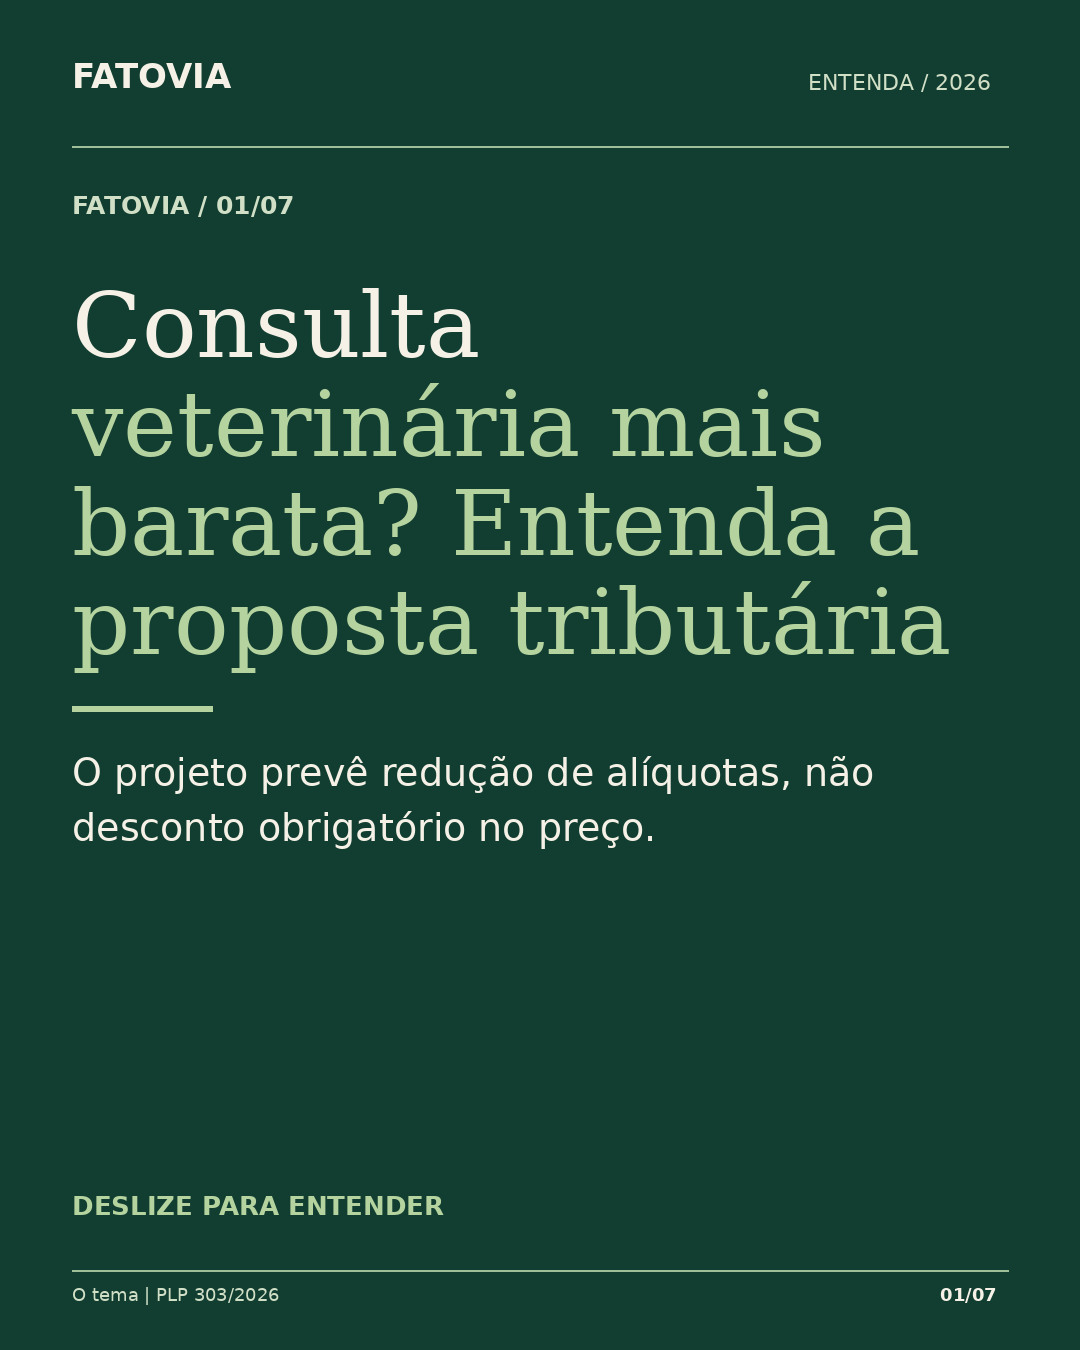 FATOVIA
ENTENDA / 2026
FATOVIA / 01/07
Consulta
veterinária mais
barata? Entenda a
proposta tributária
O projeto prevê redução de alíquotas, não
desconto obrigatório no preço.
DESLIZE PARA ENTENDER
O tema | PLP 303/2026
01/07